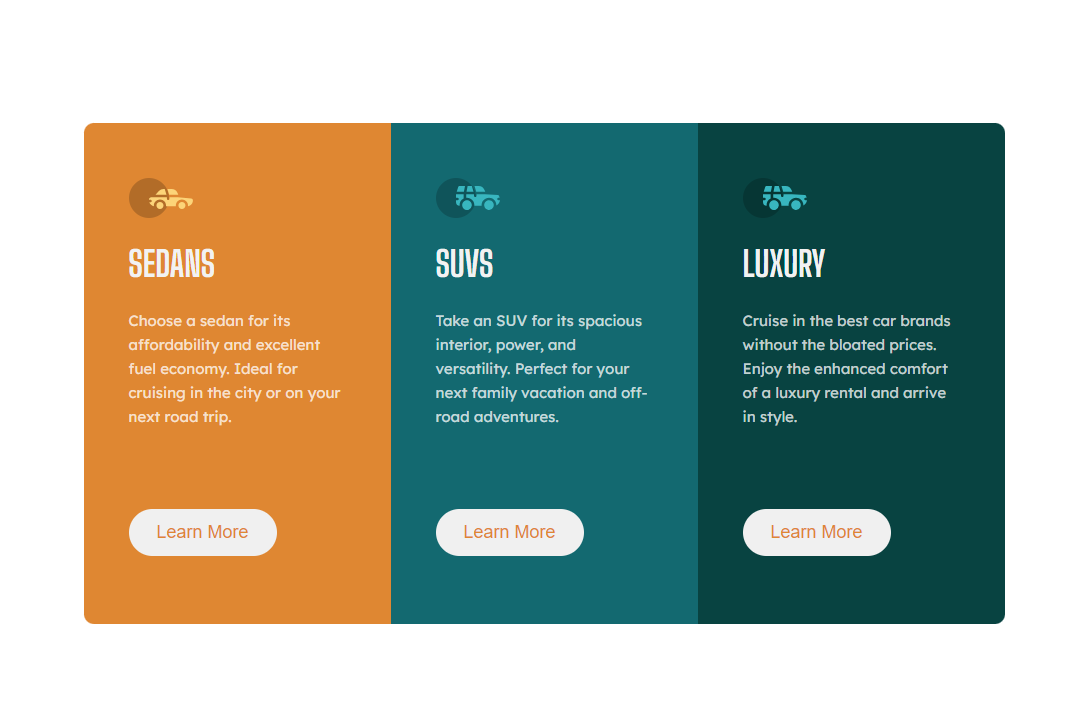 SEDANS
Choose a sedan for its
affordability and excellent
fuel economy. Ideal for
cruising in the city or on your
next road trip.
Learn More
SUVS
Take an SUV for its spacious
interior, power, and
versatility. Perfect for your
next family vacation and off-
road adventures.
Learn More
LUXURY
Cruise in the best car brands
without the bloated prices.
Enjoy the enhanced comfort
of a luxury rental and arrive
in style.
Learn More